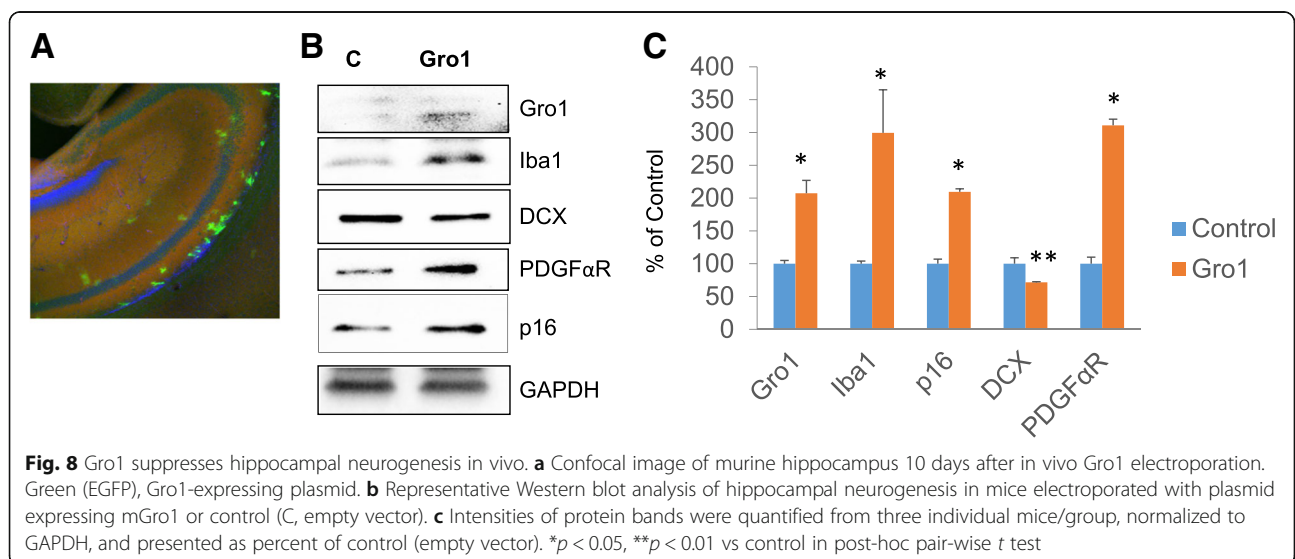 A
B
C Gro1
Gro1
Iba1
DCX
PDGFαR
p16
GAPDH
C
% of Control
400
350
300
250
200
150
100
50
0
* * * ** *
Gro1 Iba1 p16 DCX PDGFαR
Control
Gro1
Fig. 8 Gro1 suppresses hippocampal neurogenesis in vivo. a Confocal image of murine hippocampus 10 days after in vivo Gro1 electroporation.
Green (EGFP), Gro1-expressing plasmid. b Representative Western blot analysis of hippocampal neurogenesis in mice electroporated with plasmid
expressing mGro1 or control (C, empty vector). c Intensities of protein bands were quantified from three individual mice/group, normalized to
GAPDH, and presented as percent of control (empty vector). *p < 0.05, **p < 0.01 vs control in post-hoc pair-wise t test